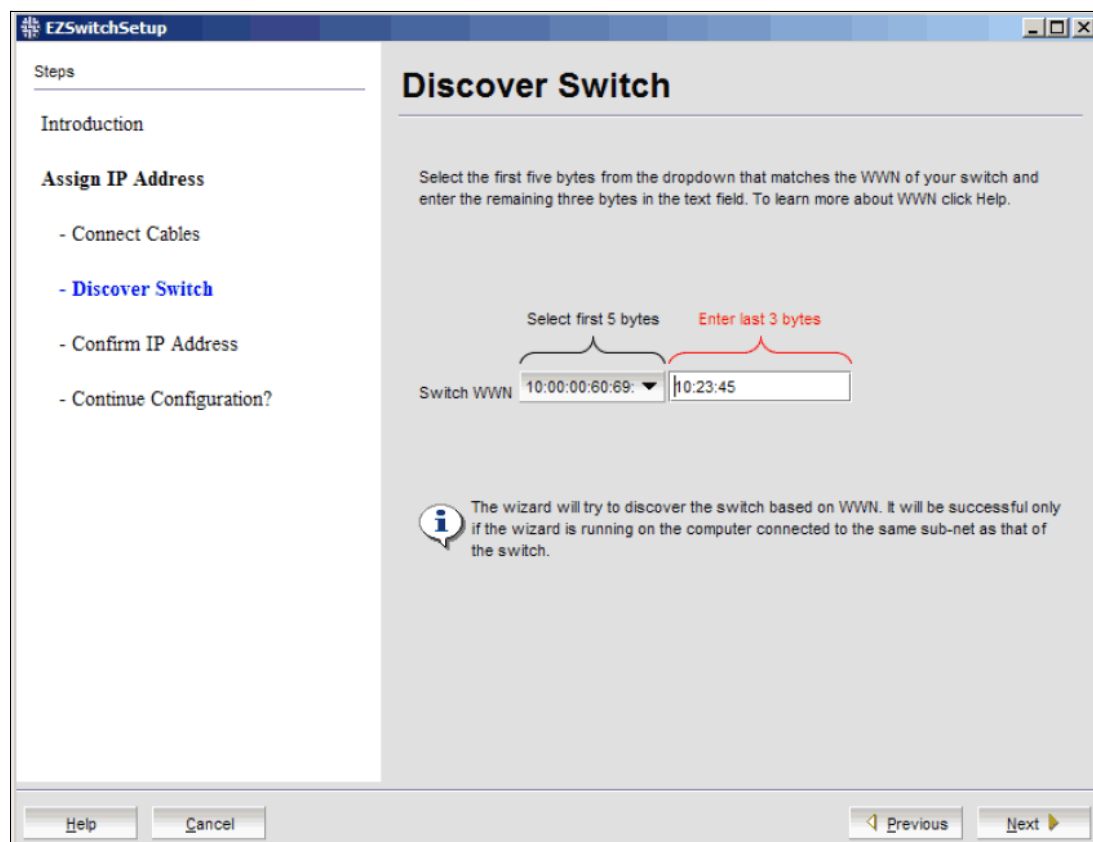 EZSwitchSetup
Steps
Introduction
Assign IP Address
- Connect Cables
- Discover Switch
- Confirm IP Address
- Continue Configuration?
Discover Switch
Select the first five bytes from the dropdown that matches the WWN of your switch and
enter the remaining three bytes in the text field. To learn more about WWN click Help.
Select first 5 bytes Enter last 3 bytes
Switch WWN 10:00:00:60:69: 10:23:45
The wizard will try to discover the switch based on WWN. It will be successful only
if the wizard is running on the computer connected to the same sub-net as that of
the switch.
Help Cancel Previous Next